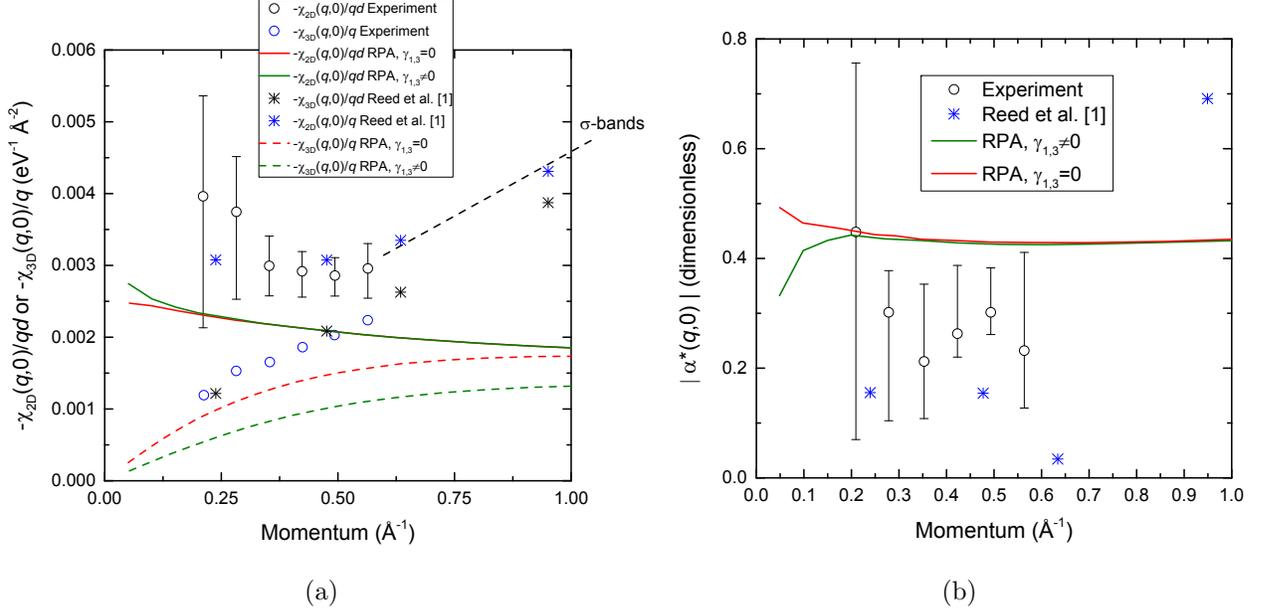 -χ2D(q,0)/qd Experiment
-χ3D(q,0)/q Experiment
-χ2D(q,0)/qd RPA, γ1,3=0
-χ2D(q,0)/qd RPA, γ1,3≠0
-χ3D(q,0)/qd Reed et al. [1]
-χ2D(q,0)/q Reed et al. [1]
-χ3D(q,0)/q RPA, γ1,3=0
-χ3D(q,0)/q RPA, γ1,3≠0
σ-bands
-χ2D(q,0)/qd or -χ3D(q,0)/q (eV-1 Å-2)
0.006
0.005
0.004
0.003
0.002
0.001
0.000
0.00 0.25 0.50 0.75 1.00
Momentum (Å-1)
(a)
Experiment
Reed et al. [1]
RPA, γ1,3≠0
RPA, γ1,3=0
| α*(q,0) | (dimensionless)
0.8
0.6
0.4
0.2
0.0
0.0 0.1 0.2 0.3 0.4 0.5 0.6 0.7 0.8 0.9 1.0
Momentum (Å-1)
(b)